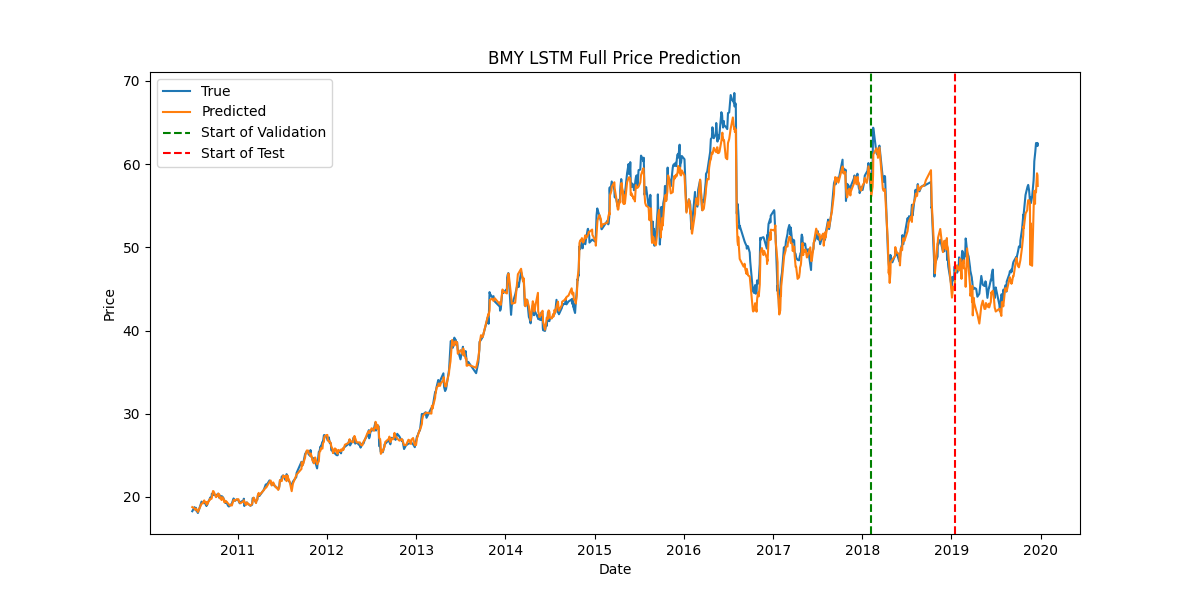 BMY LSTM Full Price Prediction
True
Predicted
Start of Validation
Start of Test
Price
70
60
50
40
30
20
2011 2012 2013 2014 2015 2016 2017 2018 2019 2020
Date